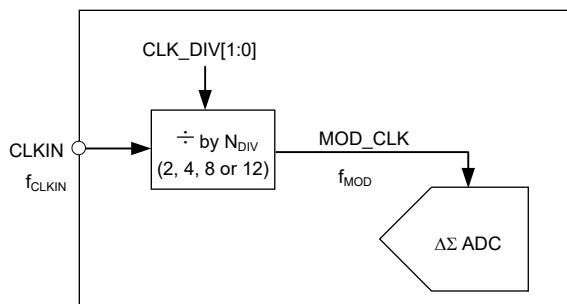 CLK_DIV[1:0]
÷ by NDIV
(2, 4, 8 or 12)
CLKIN
fCLKIN
MOD_CLK
fMOD
ΔΣ ADC